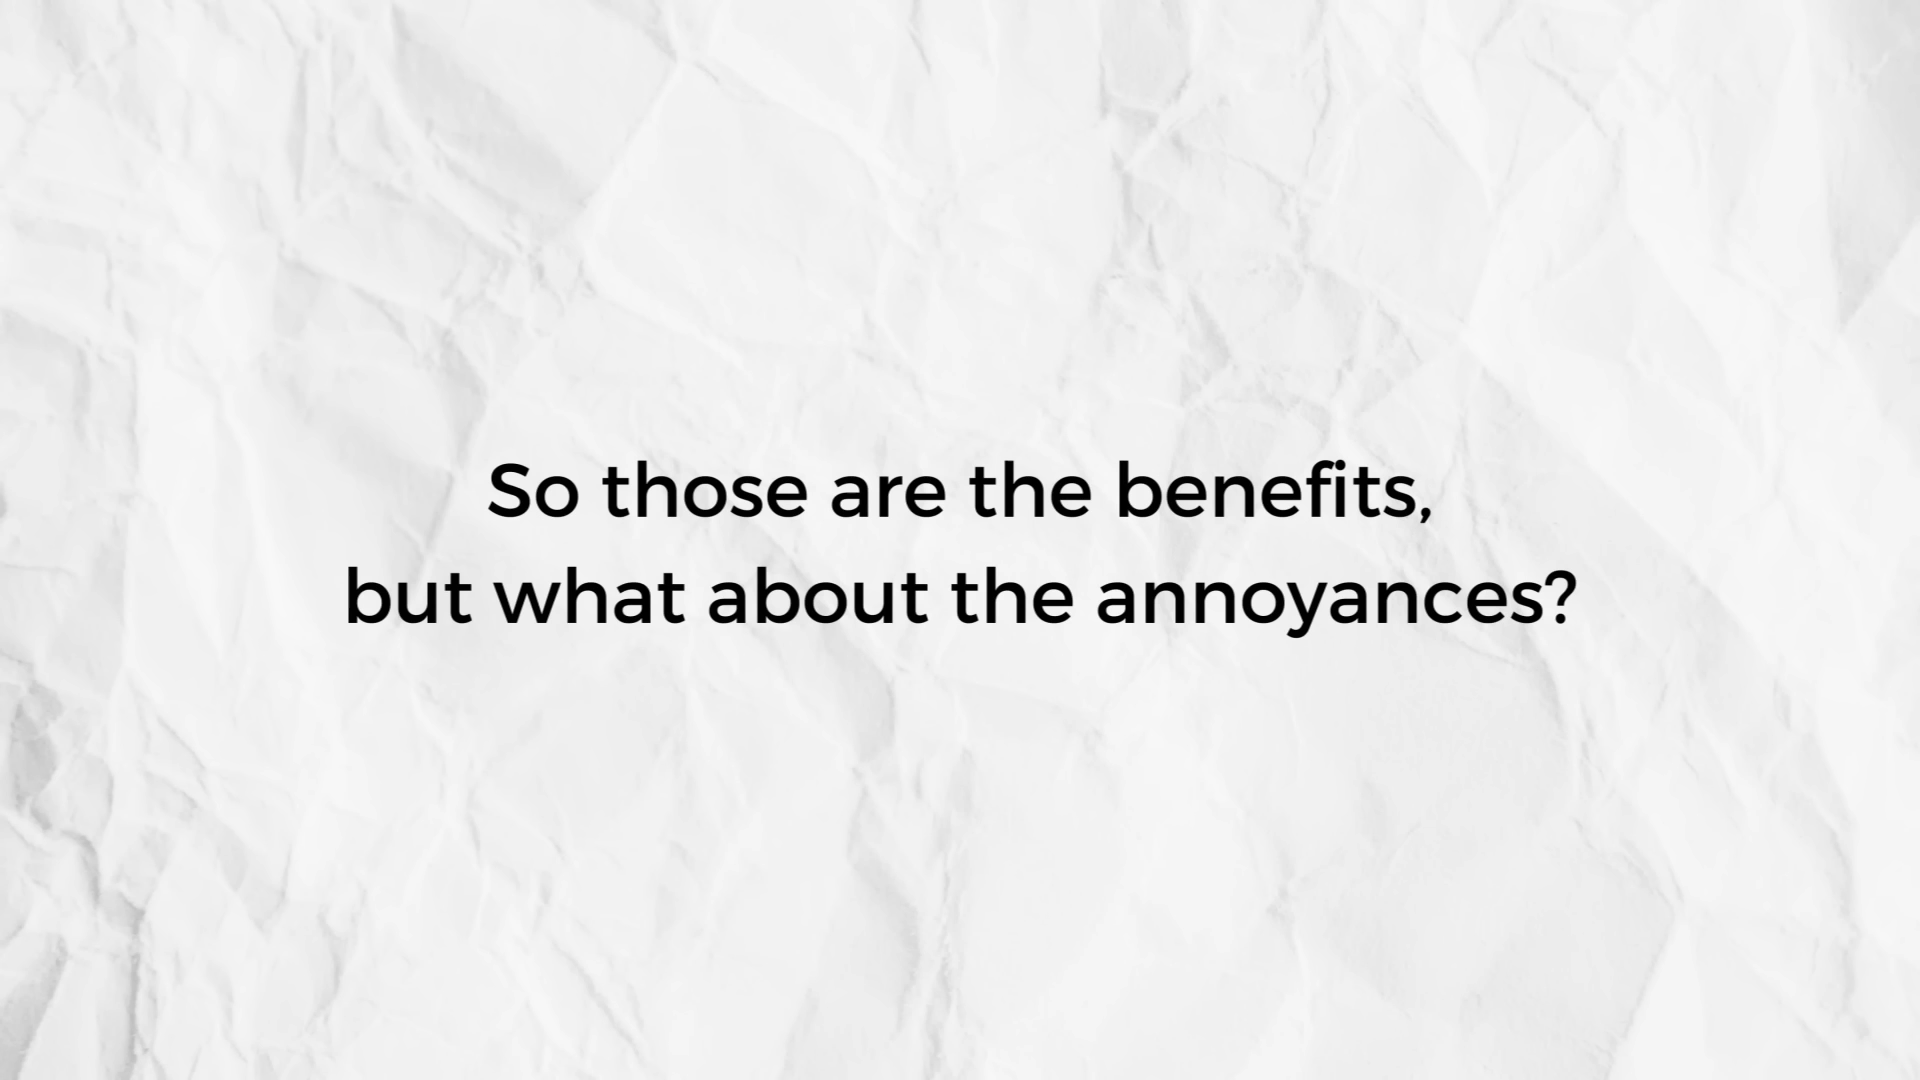 So those are the benefits,
but what about the annoyances?